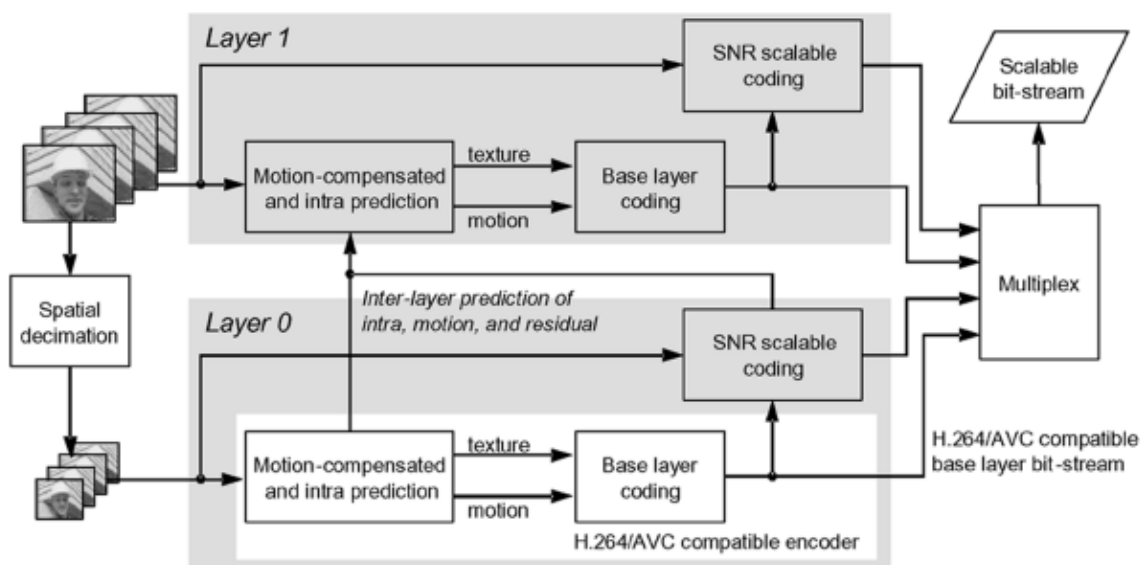 Layer 1
SNR scalable
coding
Scalable
bit-stream
Motion-compensated
and intra prediction
texture
motion
Base layer
coding
Multiplex
Spatial
decimation
Inter-layer prediction of
intra, motion, and residual
Layer 0
SNR scalable
coding
Motion-compensated
and intra prediction
texture
motion
Base layer
coding
H.264/AVC compatible
base layer bit-stream
H.264/AVC compatible encoder